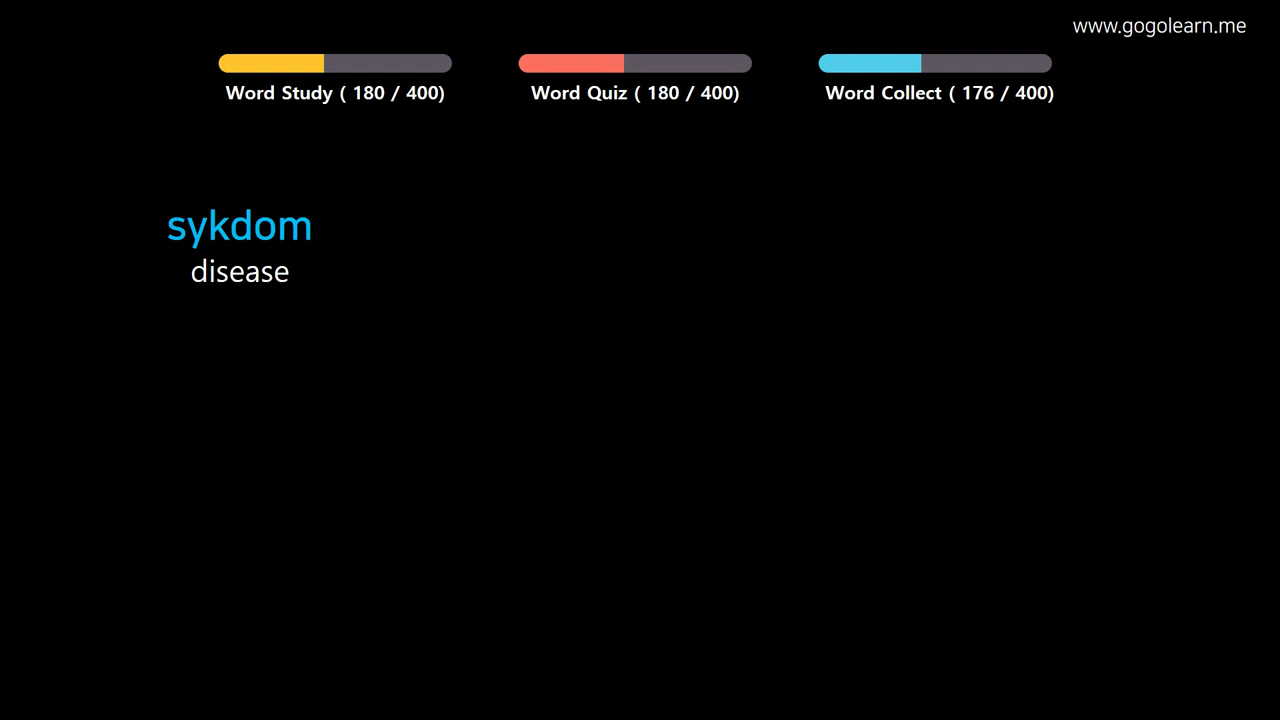 www.gogolearn.me
Word Study ( 180 / 400)
Word Quiz ( 180 / 400)
Word Collect ( 176 / 400)
sykdom
disease